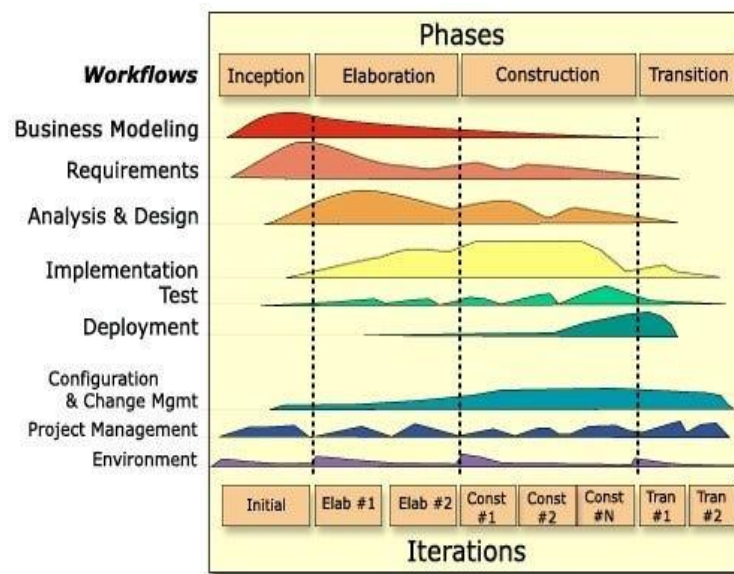 Phases
Workflows Inception Elaboration Construction Transition
Business Modeling
Requirements
Analysis & Design
Implementation
Test
Deployment
Configuration
& Change Mgmt
Project Management
Environment
Initial Elab #1 Elab #2 Const #1 Const #2 Const #N Tran #1 Tran #2
Iterations